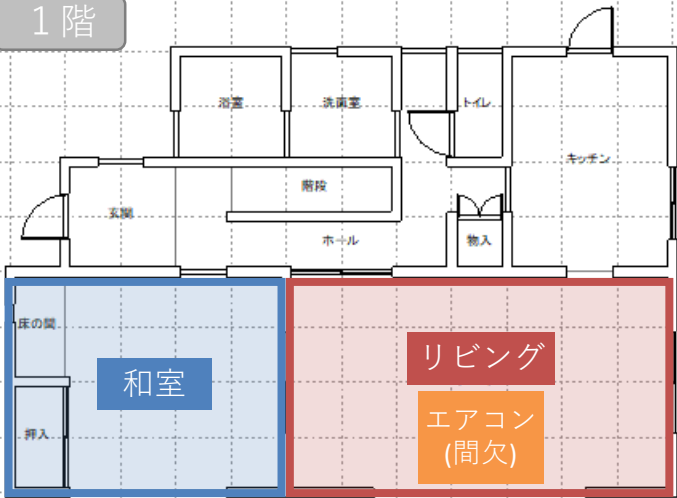 1階
浴室
洗面室
トイレ
キッチン
階段
玄関
ホール
物入
床の間
リビング
和室
エアコン
(間欠)
押入